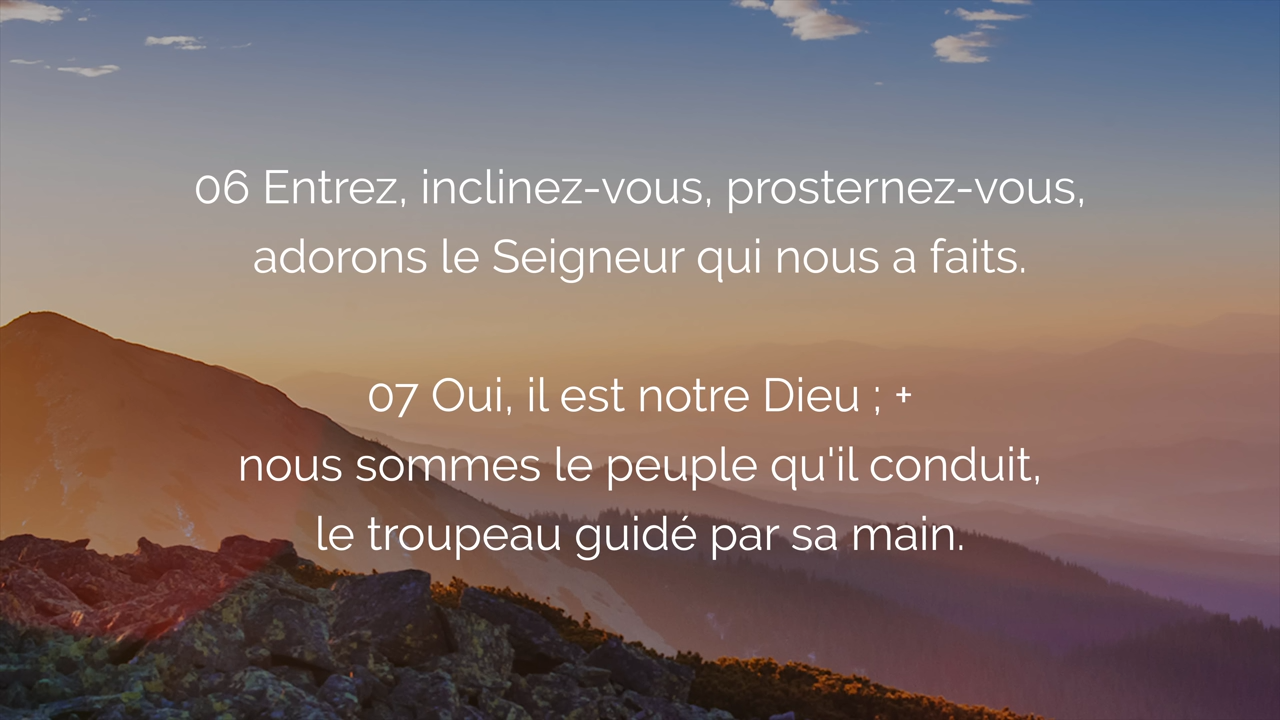 06 Entrez, inclinez-vous, prosternez-vous,
adorons le Seigneur qui nous a faits.
07 Oui, il est notre Dieu ; +
nous sommes le peuple qu'il conduit,
le troupeau guidé par sa main.